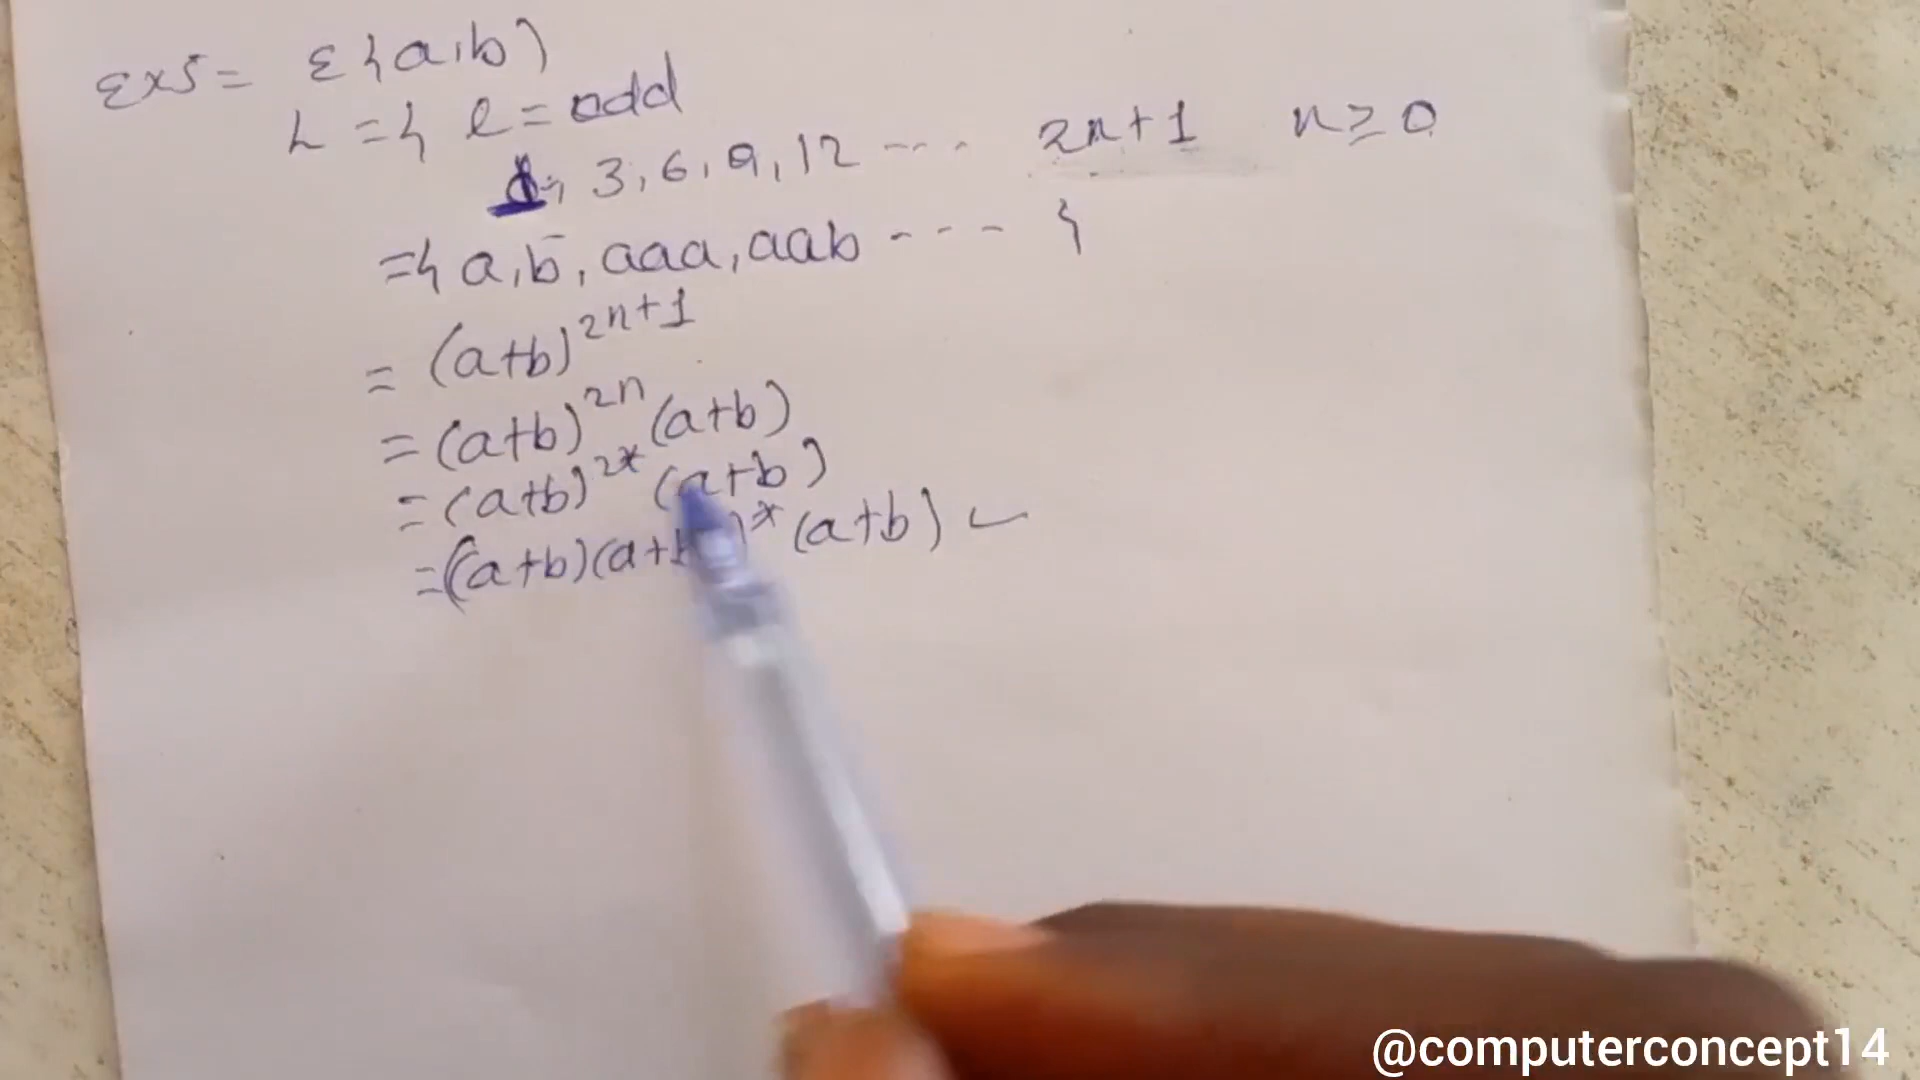 Ex5 = Σ{a,b)
L = { l = odd
1, 3, 6, 9, 12 ---- 2n+1 n ≥ 0
= { a, b, aaa, aab ---- }
= (a+b)^2n+1
= (a+b)^2n (a+b)
= (a+b)^2* (a+b)
= ((a+b)(a+b))* (a+b) ✓
@computerconcept14